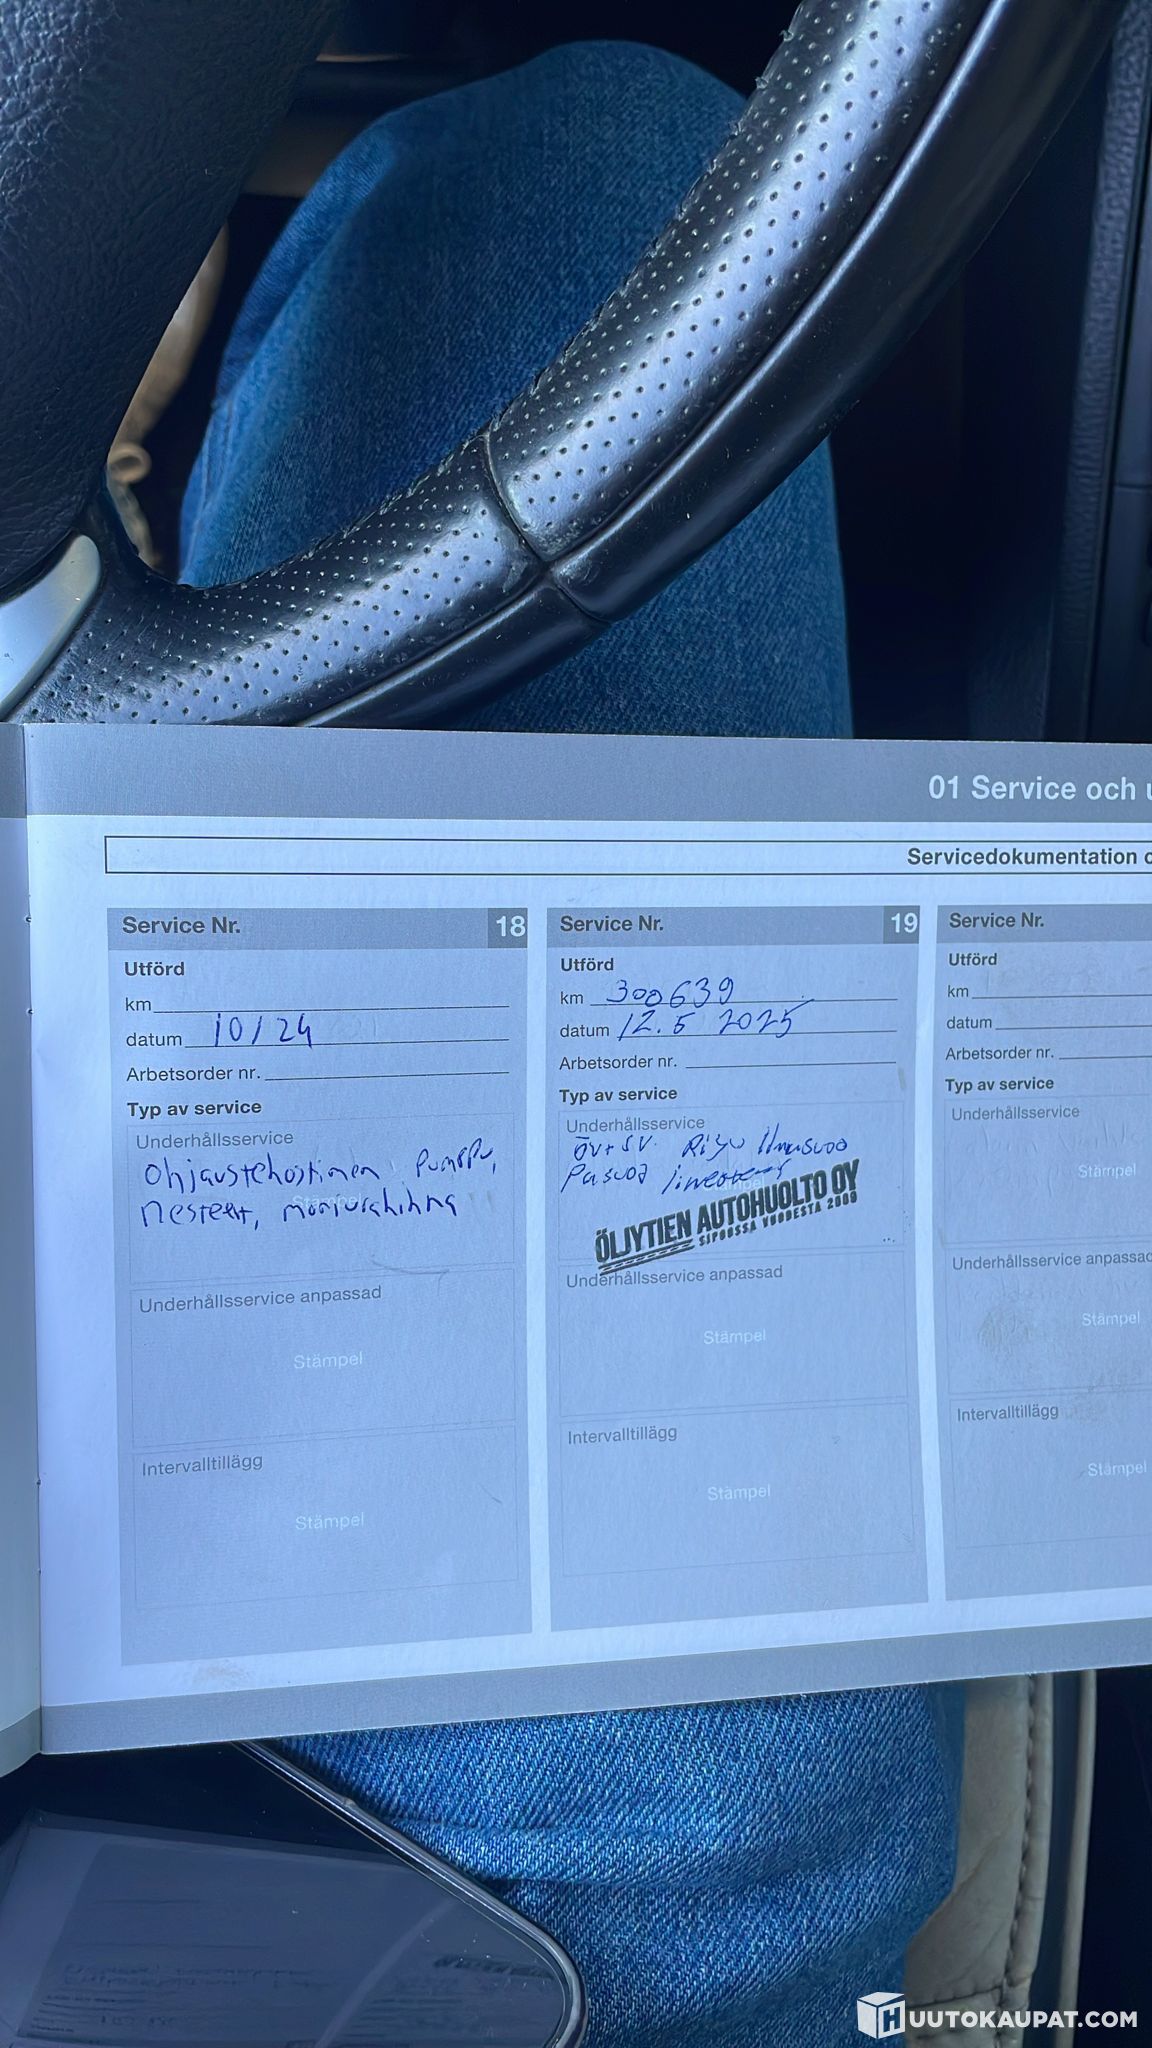 01 Service och u
Servicedokumentation o
Service Nr. 18
Utförd
km
datum 10/24
Arbetsorder nr.
Typ av service
Underhållsservice
Ohjaustehostimen pumppu,
nesteet, moniurahihna
Stämpel
Underhållsservice anpassad
Stämpel
Intervalltillägg
Stämpel
Service Nr. 19
Utförd
km 300639
datum 12.5 2025
Arbetsorder nr.
Typ av service
Underhållsservice
öv+sv. Ilmasuod
ÖLJYTIEN AUTOHUOLTO OY
SIPOOSSA VUODESTA 2009
Underhållsservice anpassad
Stämpel
Intervalltillägg
Stämpel
Service Nr.
Utförd
km
datum
Arbetsorder nr.
Typ av service
Underhållsservice
Stämpel
Underhållsservice anpassad
Stämpel
Intervalltillägg
Stämpel
HUUTOKAUPAT.COM